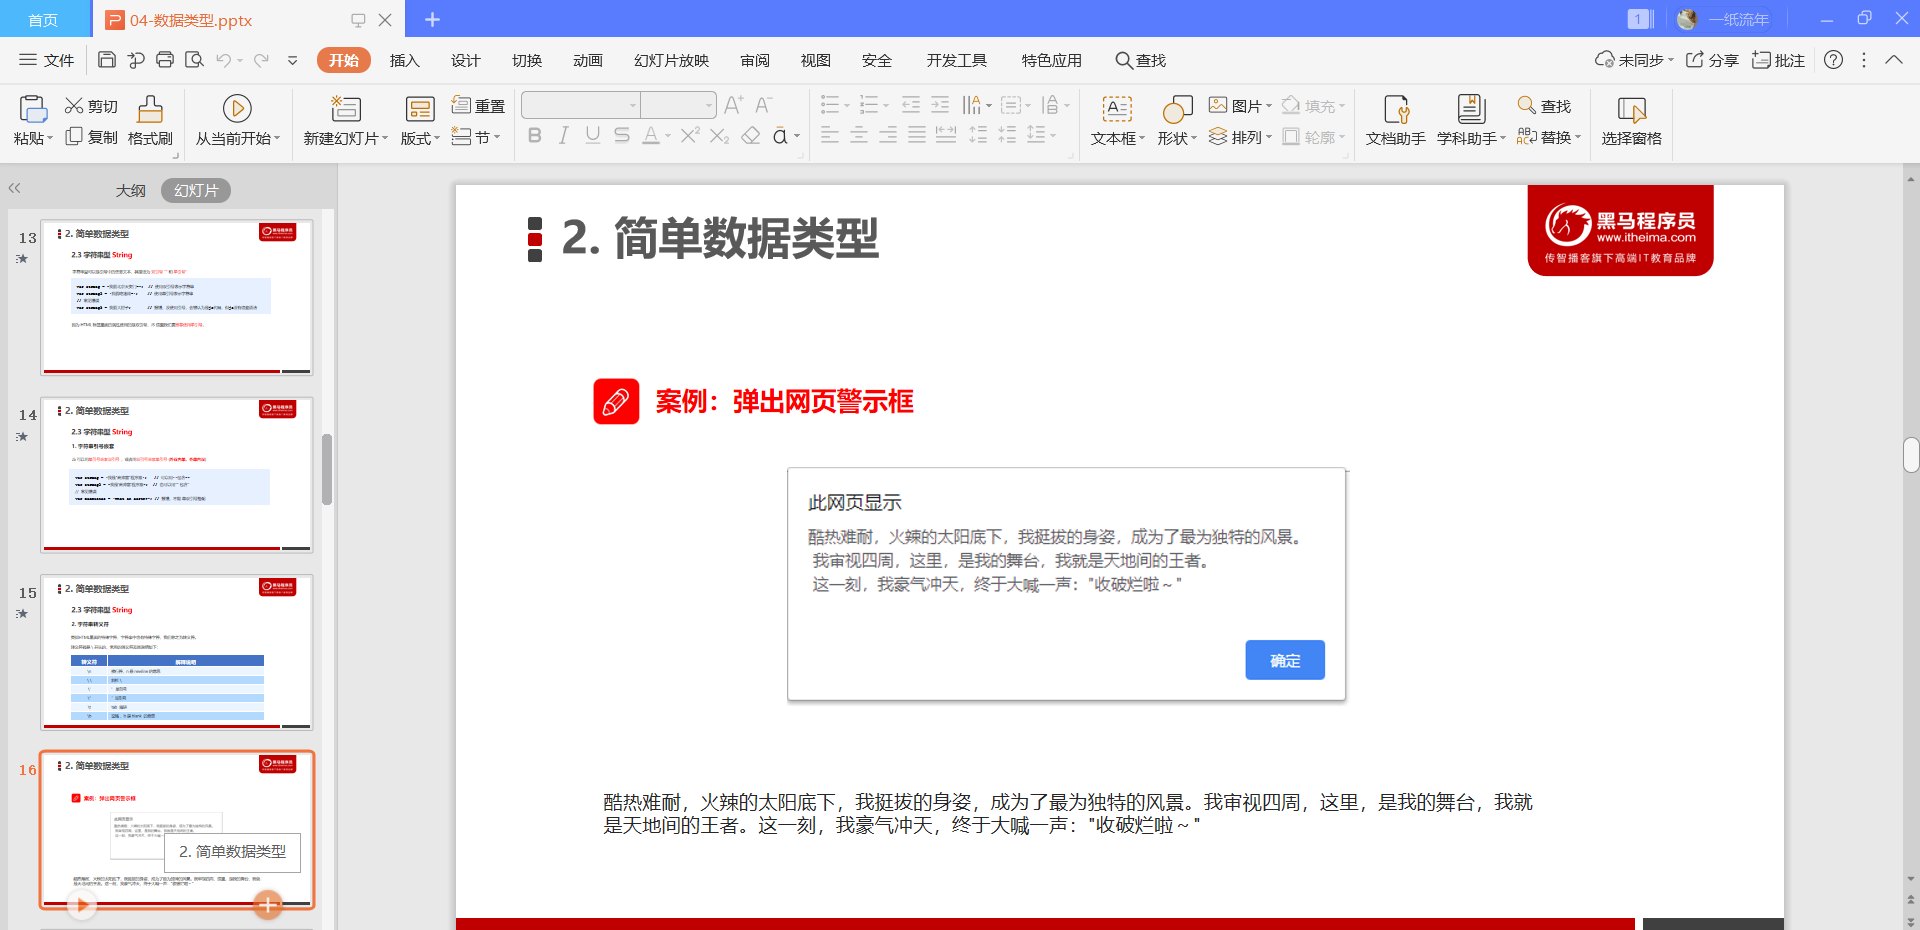 首页
04-数据类型.pptx
1
一纸流年
文件
开始
插入
设计
切换
动画
幻灯片放映
审阅
视图
安全
开发工具
特色应用
查找
未同步
分享
批注
粘贴
剪切
复制
格式刷
从当前开始
新建幻灯片
版式
重置
节
文本框
形状
图片
排列
填充
轮廓
文档助手
学科助手
查找
替换
选择窗格
大纲
幻灯片
13
2. 简单数据类型
2.3 字符串型 String
14
2. 简单数据类型
2.3 字符串型 String
1. 字符串引号嵌套
15
2. 简单数据类型
2.3 字符串型 String
2. 字符串转义符
16
2. 简单数据类型
案例：弹出网页警示框
2. 简单数据类型
2. 简单数据类型
黑马程序员
www.itheima.com
传智播客旗下高端IT教育品牌
案例：弹出网页警示框
此网页显示
酷热难耐，火辣的太阳底下，我挺拔的身姿，成为了最为独特的风景。
我审视四周，这里，是我的舞台，我就是天地间的王者。
这一刻，我豪气冲天，终于大喊一声："收破烂啦～"
确定
酷热难耐，火辣的太阳底下，我挺拔的身姿，成为了最为独特的风景。我审视四周，这里，是我的舞台，我就
是天地间的王者。这一刻，我豪气冲天，终于大喊一声："收破烂啦～"